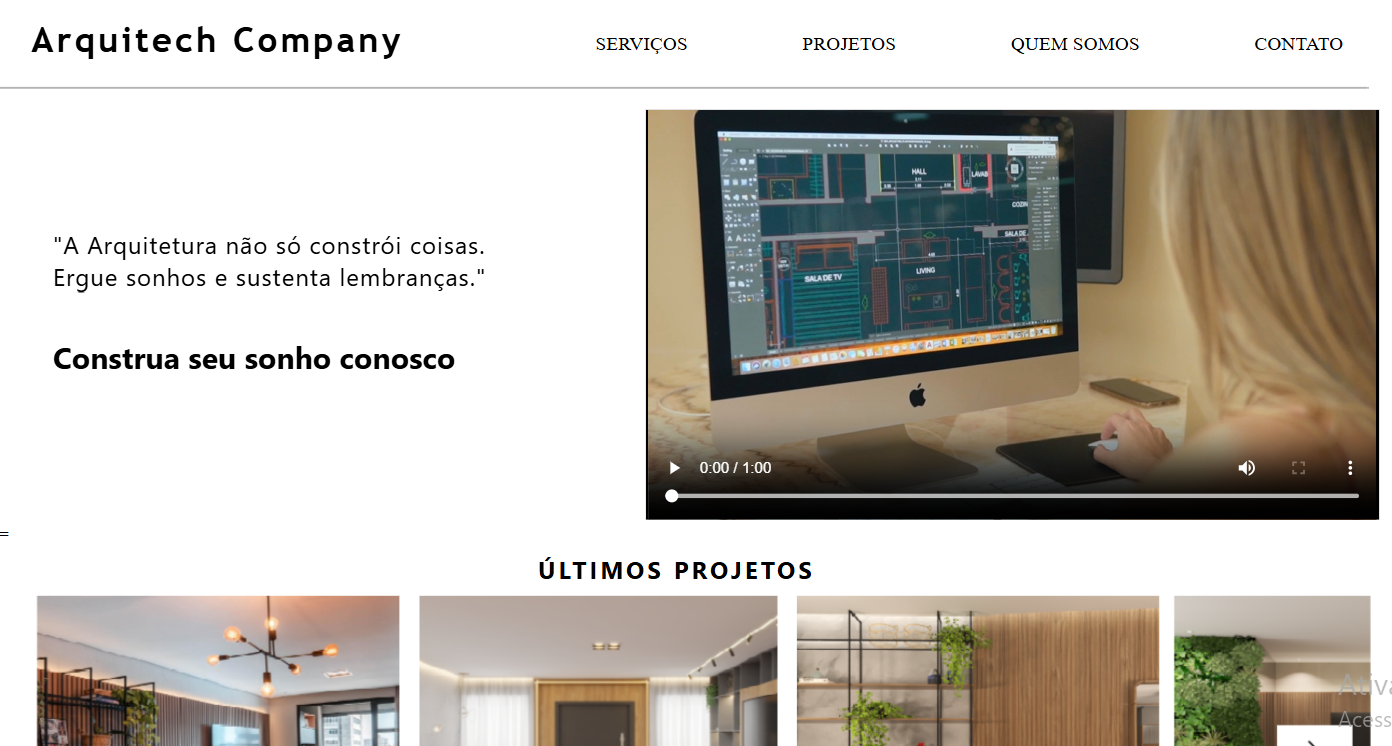 Arquitech Company
SERVIÇOS PROJETOS QUEM SOMOS CONTATO
"A Arquitetura não só constrói coisas.
Ergue sonhos e sustenta lembranças."
Construa seu sonho conosco
HALL
LAVAB
COZIN
SALA DE
SALA DE TV
LIVING
0:00 / 1:00
=
ÚLTIMOS PROJETOS
Ativa
Acess